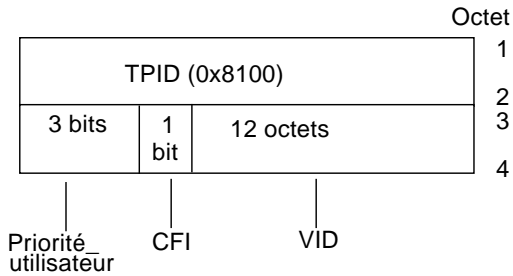 Octet
1
TPID (0x8100)
2
3 bits
1
bit
12 octets
3
4
Priorité_
utilisateur
CFI
VID